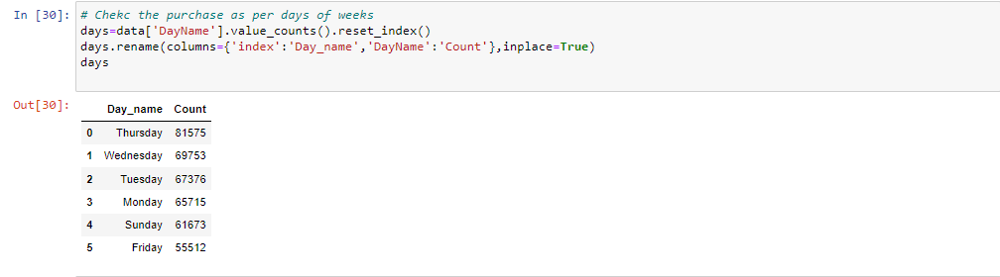 In [30]: # Chekc the purchase as per days of weeks
days=data['DayName'].value_counts().reset_index()
days.rename(columns={'index':'Day_name','DayName':'Count'},inplace=True)
days
Out[30]:
Day_name Count
0 Thursday 81575
1 Wednesday 69753
2 Tuesday 67376
3 Monday 65715
4 Sunday 61673
5 Friday 55512